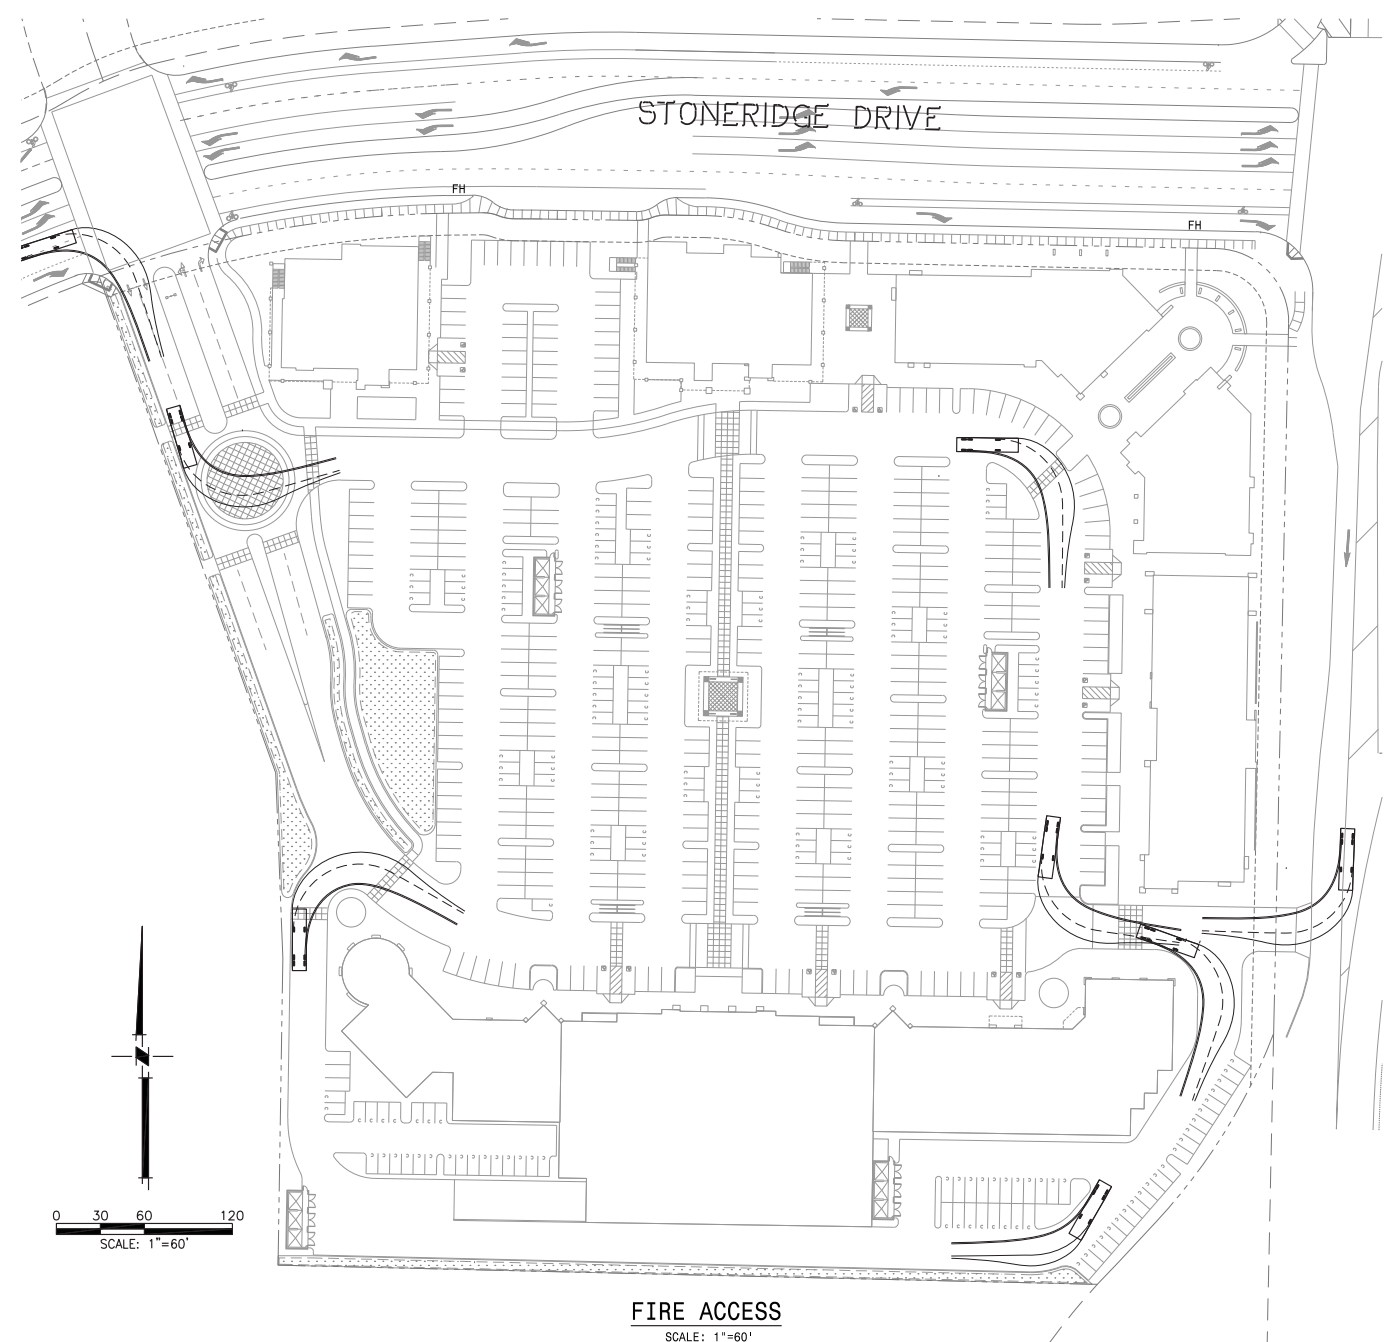 STONERIDGE DRIVE
FH
FH
0 30 60 120
SCALE: 1"=60'
FIRE ACCESS
SCALE: 1"=60'